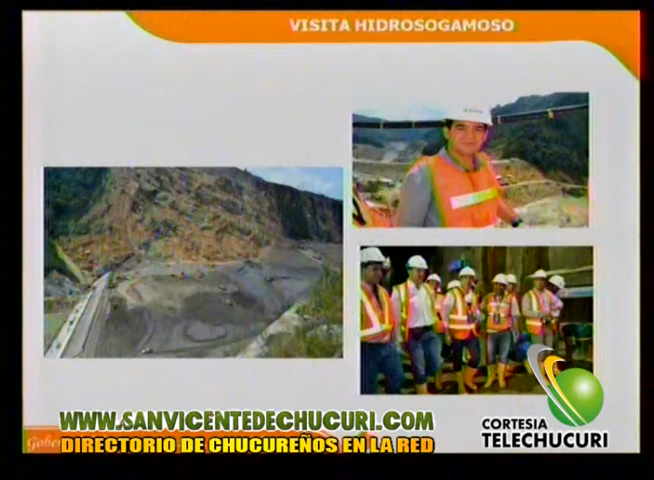 VISITA HIDROSOGAMOSO
WWW.SANVICENTEDECHUCURI.COM
DIRECTORIO DE CHUCUREÑOS EN LA RED
CORTESIA
TELECHUCURI